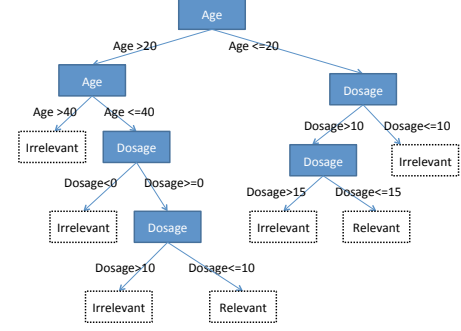 Age
Age >20
Age <=20
Age
Dosage
Age >40
Age <=40
Dosage>10
Dosage<=10
Irrelevant
Dosage
Dosage
Irrelevant
Dosage<0
Dosage>=0
Dosage>15
Dosage<=15
Irrelevant
Dosage
Irrelevant
Relevant
Dosage>10
Dosage<=10
Irrelevant
Relevant